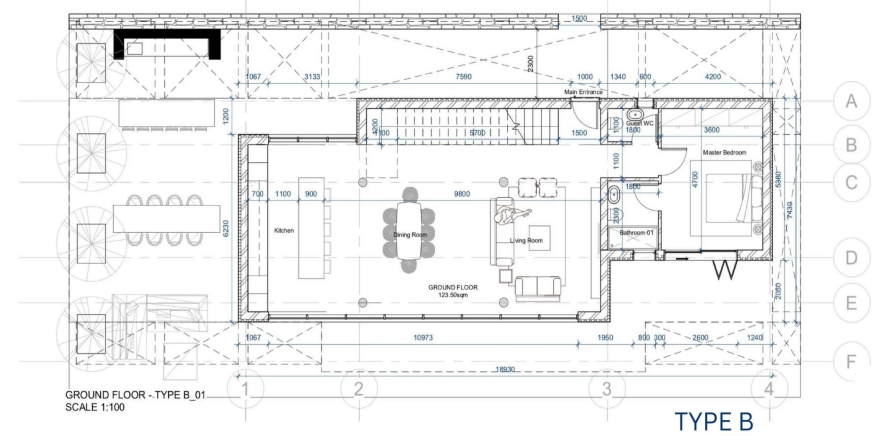 1500
2300
1067 3133 7590 1000 1340 600 4200
Main Entrance
A
1200 1200 1100 5700 1500 1100 Guest WC 1800 3600
B
Master Bedroom
1100
C
700 1100 900 9800 1800 4700 5380 7430
6230
Kitchen Dining Room Living Room 2300 Bathroom 01
D
GROUND FLOOR
123.50sqm
2050
E
1067 10973 1950 800 300 2600 1240
F
18930
1 2 3 4
GROUND FLOOR - TYPE B_01
SCALE 1:100
TYPE B